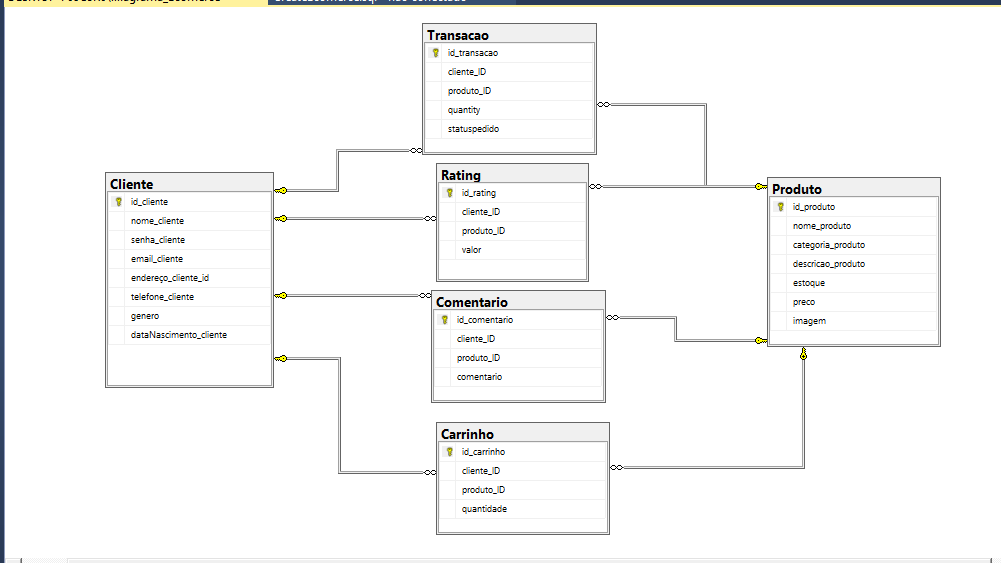 Transacao
id_transacao
cliente_ID
produto_ID
quantity
statuspedido
Cliente
id_cliente
nome_cliente
senha_cliente
email_cliente
endereço_cliente_id
telefone_cliente
genero
dataNascimento_cliente
Rating
id_rating
cliente_ID
produto_ID
valor
Produto
id_produto
nome_produto
categoria_produto
descricao_produto
estoque
preco
imagem
Comentario
id_comentario
cliente_ID
produto_ID
comentario
Carrinho
id_carrinho
cliente_ID
produto_ID
quantidade